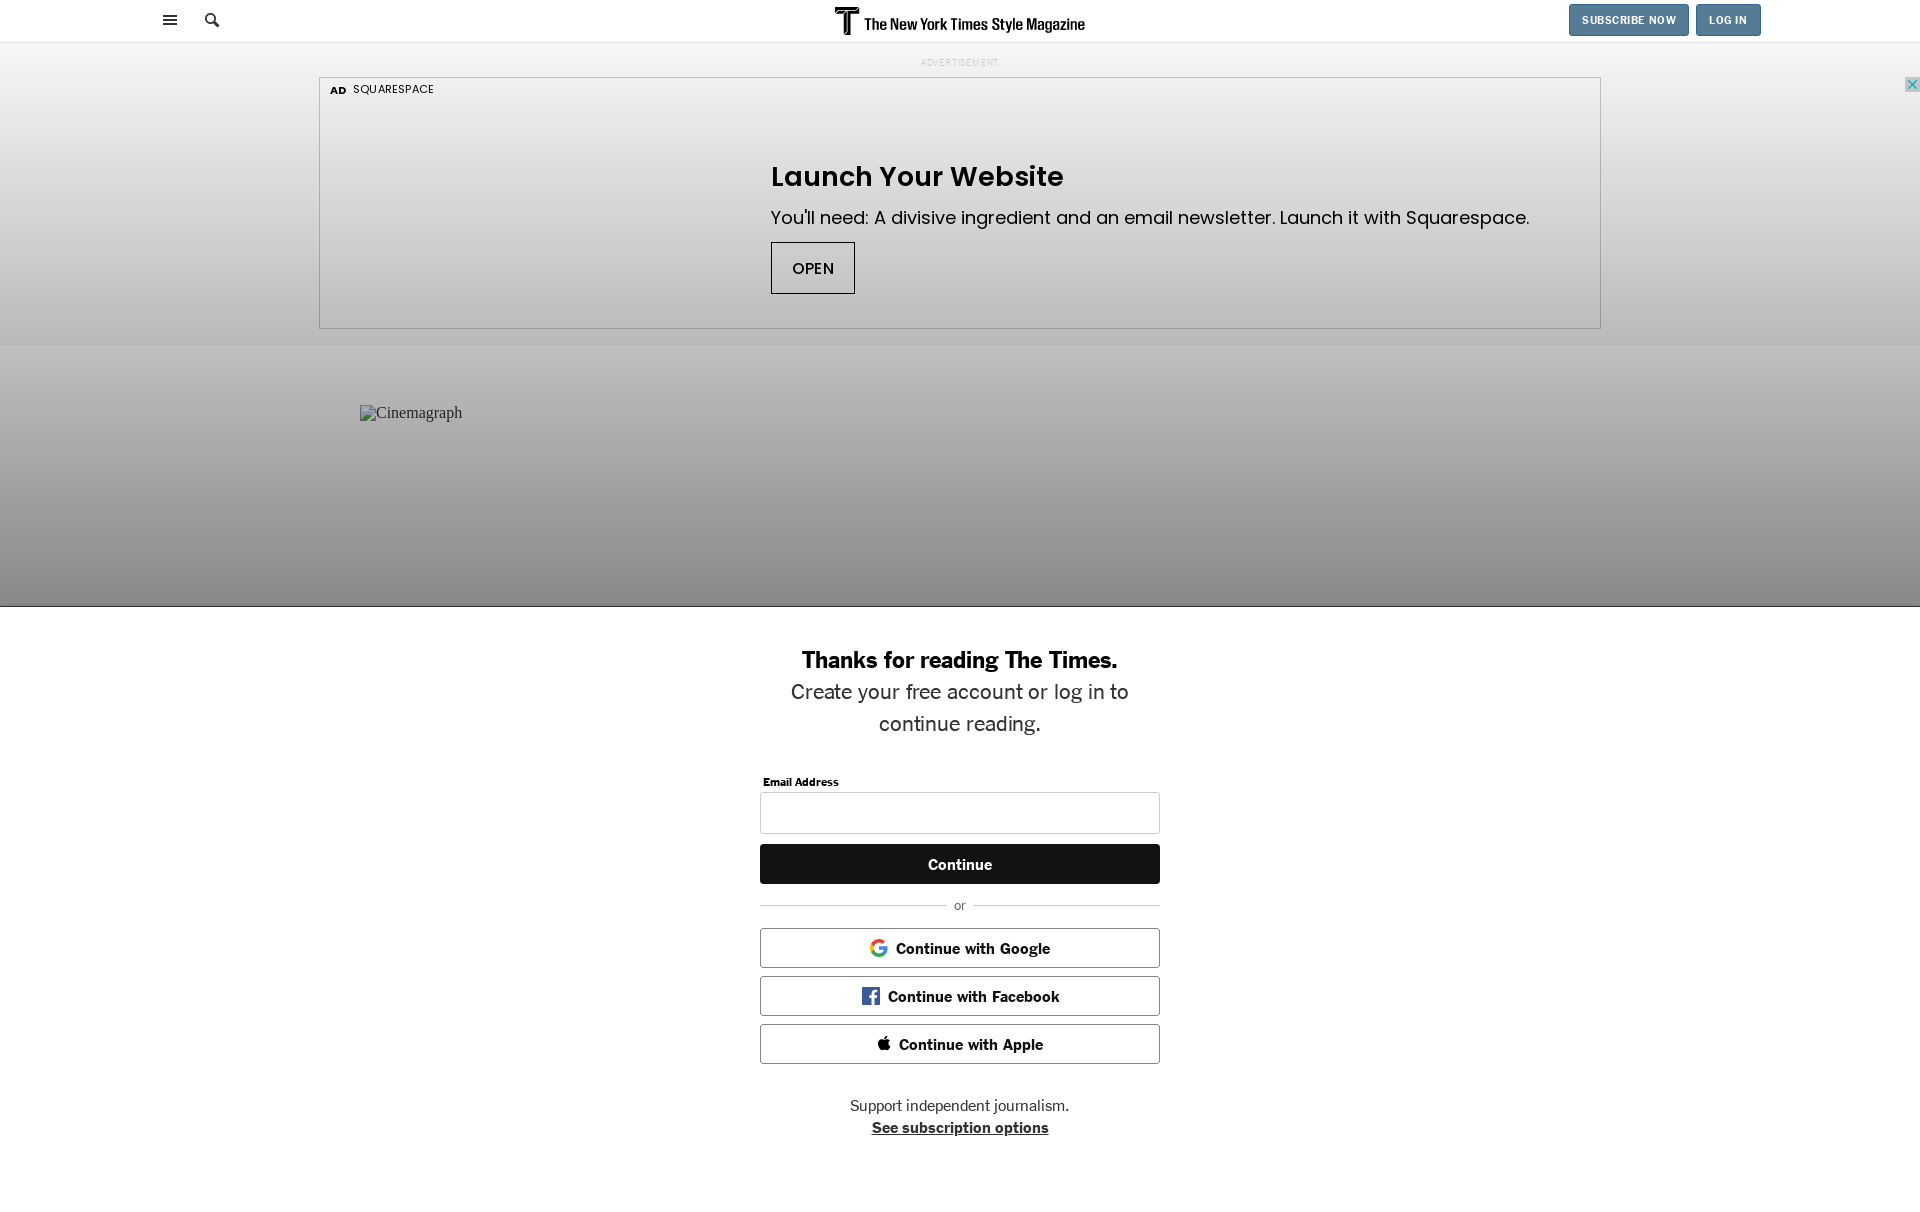 The New York Times Style Magazine
SUBSCRIBE NOW
LOG IN
ADVERTISEMENT
AD SQUARESPACE
Launch Your Website
You'll need: A divisive ingredient and an email newsletter. Launch it with Squarespace.
OPEN
Cinemagraph
Thanks for reading The Times.
Create your free account or log in to
continue reading.
Email Address
Continue
or
Continue with Google
Continue with Facebook
Continue with Apple
Support independent journalism.
See subscription options